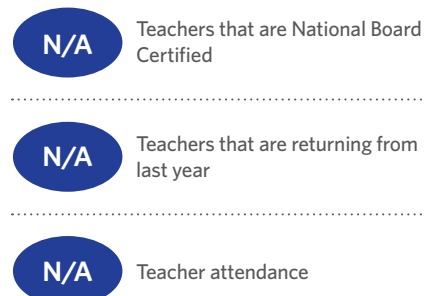 N/A
Teachers that are National Board
Certified
N/A
Teachers that are returning from
last year
N/A
Teacher attendance